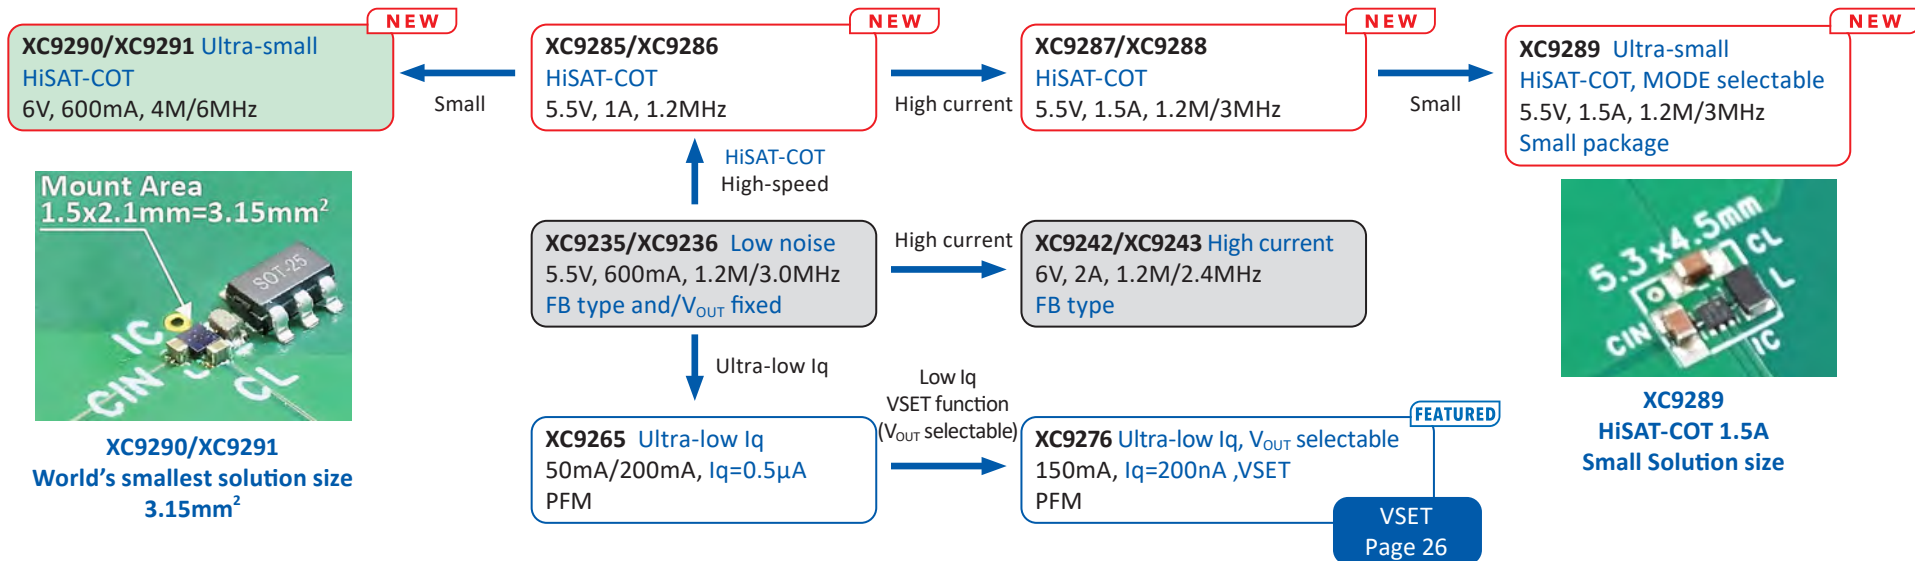 NEW
XC9290/XC9291 Ultra-small
HiSAT-COT
6V, 600mA, 4M/6MHz
Small
NEW
XC9285/XC9286
HiSAT-COT
5.5V, 1A, 1.2MHz
High current
NEW
XC9287/XC9288
HiSAT-COT
5.5V, 1.5A, 1.2M/3MHz
Small
NEW
XC9289 Ultra-small
HiSAT-COT, MODE selectable
5.5V, 1.5A, 1.2M/3MHz
Small package
HiSAT-COT
High-speed
Mount Area
1.5x2.1mm=3.15mm²
SOT-25
IC
CIN
CL
XC9290/XC9291
World's smallest solution size
3.15mm²
XC9235/XC9236 Low noise
5.5V, 600mA, 1.2M/3.0MHz
FB type and/VOUT fixed
High current
XC9242/XC9243 High current
6V, 2A, 1.2M/2.4MHz
FB type
5.3x4.5mm
CL
L
CIN
IC
XC9289
HiSAT-COT 1.5A
Small Solution size
Ultra-low Iq
XC9265 Ultra-low Iq
50mA/200mA, Iq=0.5μA
PFM
Low Iq
VSET function
(VOUT selectable)
FEATURED
XC9276 Ultra-low Iq, VOUT selectable
150mA, Iq=200nA ,VSET
PFM
VSET
Page 26